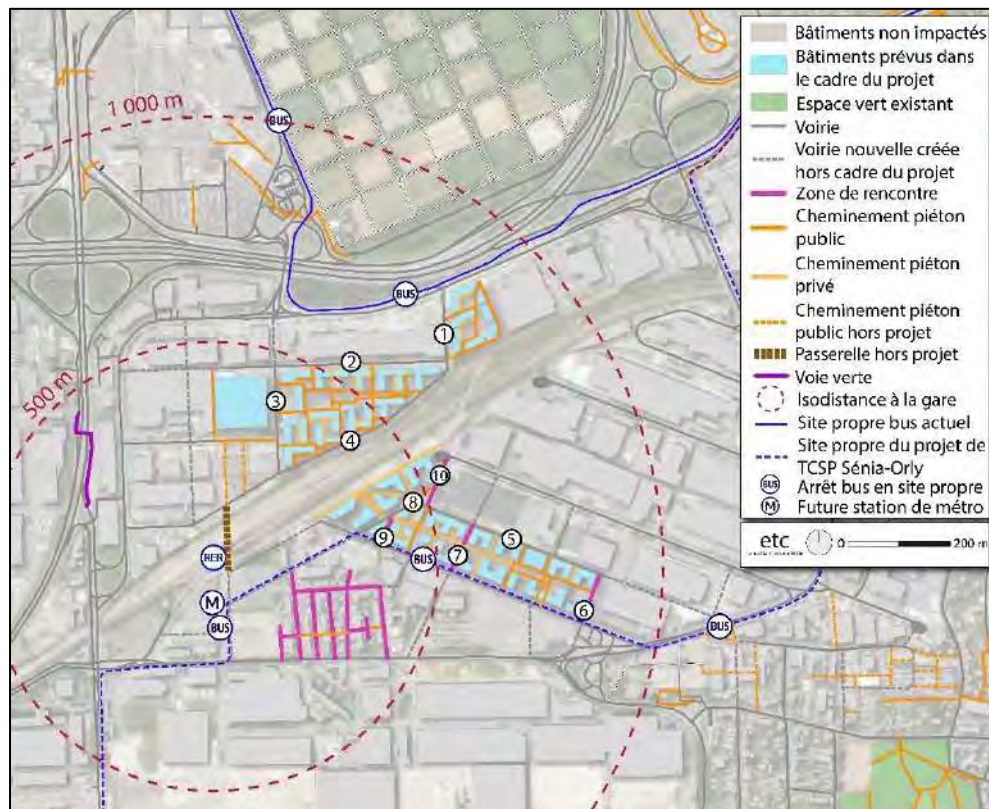 1 000 m
500 m
BUS
BUS
1
2
3
4
10
8
5
9
7
BUS
6
RER
M
BUS
BUS
Bâtiments non impactés
Bâtiments prévus dans
le cadre du projet
Espace vert existant
Voirie
Voirie nouvelle créée
hors cadre du projet
Zone de rencontre
Cheminement piéton
public
Cheminement piéton
privé
Cheminement piéton
public hors projet
Passerelle hors projet
Voie verte
Isodistance à la gare
Site propre bus actuel
Site propre du projet de
TCSP Sénia-Orly
BUS Arrêt bus en site propre
M Future station de métro
etc
0 200 m